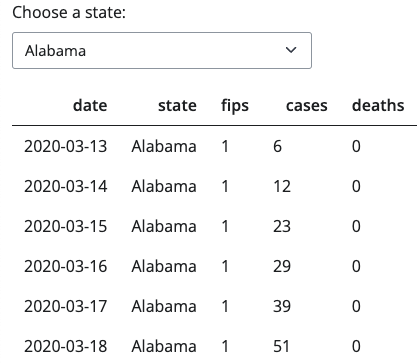 Choose a state:
Alabama
date state fips cases deaths
2020-03-13 Alabama 1 6 0
2020-03-14 Alabama 1 12 0
2020-03-15 Alabama 1 23 0
2020-03-16 Alabama 1 29 0
2020-03-17 Alabama 1 39 0
2020-03-18 Alabama 1 51 0